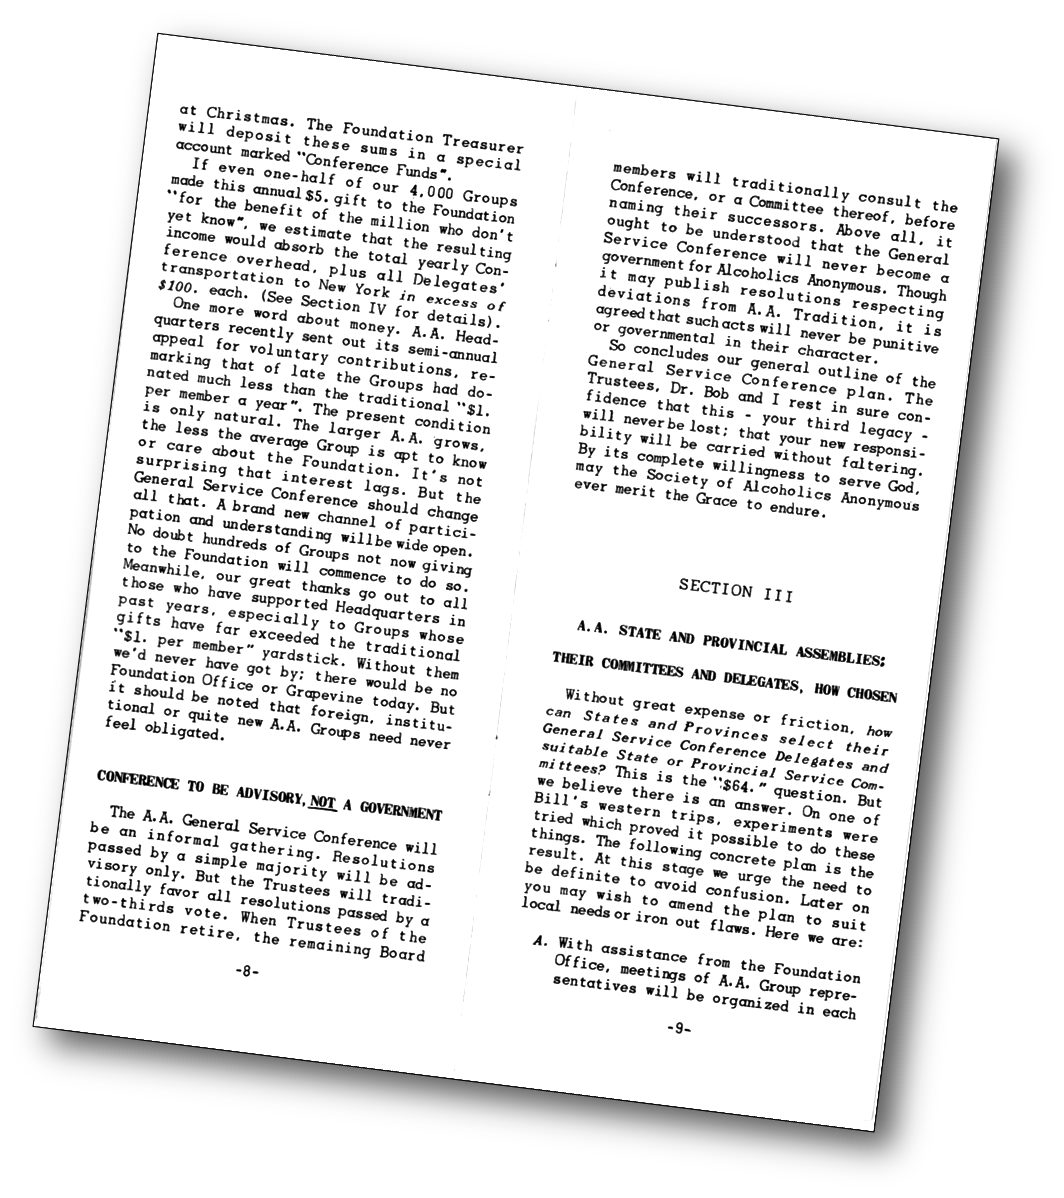 at Christmas. The Foundation Treasurer
will deposit these sums in a special
account marked "Conference Funds".
If even one-half of our 4,000 Groups
made this annual $5. gift to the Foundation
"for the benefit of the million who don't
yet know", we estimate that the resulting
income would absorb the total yearly Con-
ference overhead, plus all Delegates'
transportation to New York in excess of
$100. each. (See Section IV for details).
One more word about money. A.A. Head-
quarters recently sent out its semi-annual
appeal for voluntary contributions, re-
marking that of late the Groups had do-
nated much less than the traditional "$1.
per member a year". The present condition
is only natural. The larger A.A. grows,
the less the average Group is apt to know
or care about the Foundation. It's not
surprising that interest lags. But the
General Service Conference should change
all that. A brand new channel of partici-
pation and understanding will be wide open.
No doubt hundreds of Groups not now giving
to the Foundation will commence to do so.
Meanwhile, our great thanks go out to all
those who have supported Headquarters in
past years, especially to Groups whose
gifts have far exceeded the traditional
"$1. per member" yardstick. Without them
we'd never have got by; there would be no
Foundation Office or Grapevine today. But
it should be noted that foreign, institu-
tional or quite new A.A. Groups need never
feel obligated.
CONFERENCE TO BE ADVISORY, NOT A GOVERNMENT
The A.A. General Service Conference will
be an informal gathering. Resolutions
passed by a simple majority will be ad-
visory only. But the Trustees will tradi-
tionally favor all resolutions passed by a
two-thirds vote. When Trustees of the
Foundation retire, the remaining Board
-8-
members will traditionally consult the
Conference, or a Committee thereof, before
naming their successors. Above all, it
ought to be understood that the General
Service Conference will never become a
government for Alcoholics Anonymous. Though
it may publish resolutions respecting
deviations from A.A. Tradition, it is
agreed that such acts will never be punitive
or governmental in their character.
So concludes our general outline of the
General Service Conference plan. The
Trustees, Dr. Bob and I rest in sure con-
fidence that this - your third legacy -
will never be lost; that your new responsi-
bility will be carried without faltering.
By its complete willingness to serve God,
may the Society of Alcoholics Anonymous
ever merit the Grace to endure.
SECTION III
A.A. STATE AND PROVINCIAL ASSEMBLIES;
THEIR COMMITTEES AND DELEGATES, HOW CHOSEN
Without great expense or friction, how
can States and Provinces select their
General Service Conference Delegates and
suitable State or Provincial Service Com-
mittees? This is the "$64." question. But
we believe there is an answer. On one of
Bill's western trips, experiments were
tried which proved it possible to do these
things. The following concrete plan is the
result. At this stage we urge the need to
be definite to avoid confusion. Later on
you may wish to amend the plan to suit
local needs or iron out flaws. Here we are:
A. With assistance from the Foundation
Office, meetings of A.A. Group repre-
sentatives will be organized in each
-9-